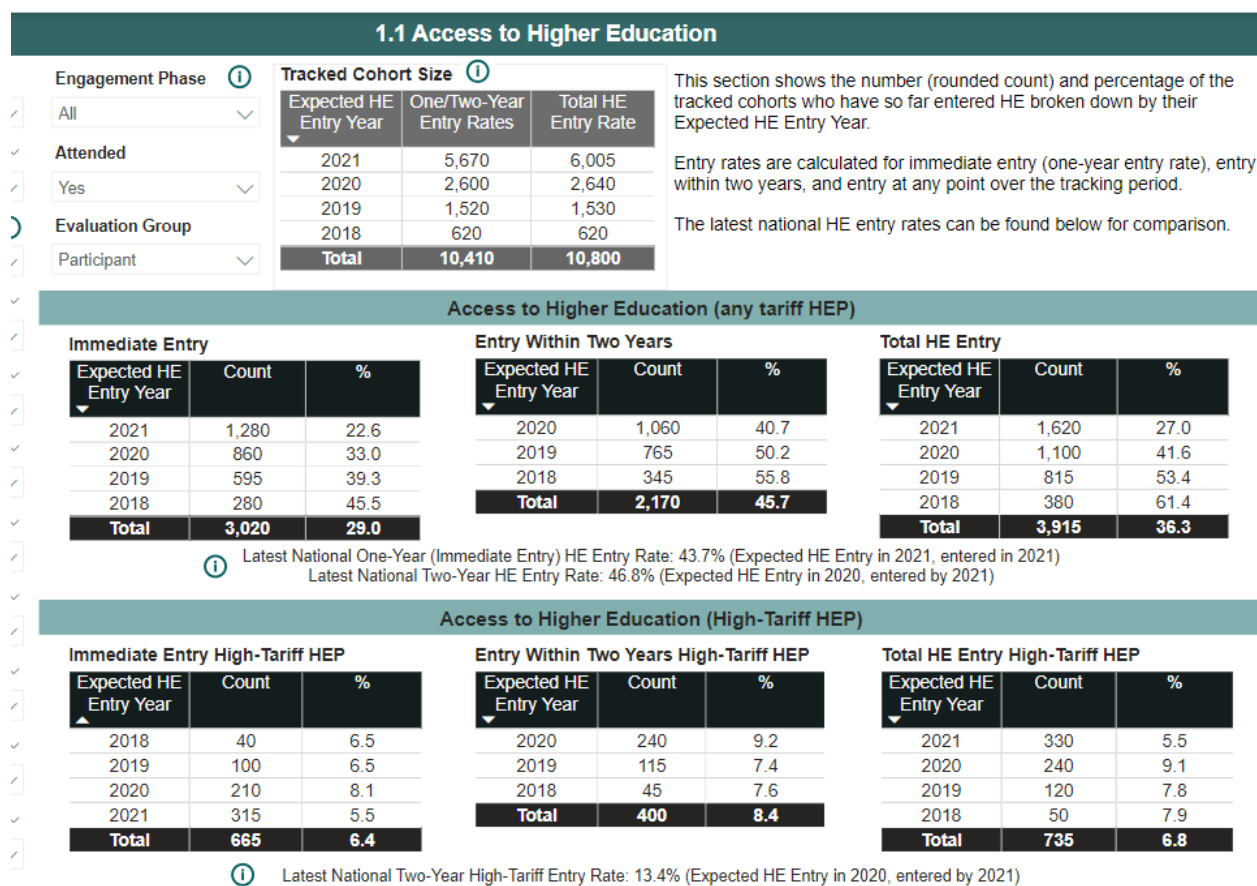 1.1 Access to Higher Education
Engagement Phase
All
Attended
Yes
Evaluation Group
Participant
Tracked Cohort Size
Expected HE Entry Year One/Two-Year Entry Rates Total HE Entry Rate
2021 5,670 6,005
2020 2,600 2,640
2019 1,520 1,530
2018 620 620
Total 10,410 10,800
This section shows the number (rounded count) and percentage of the
tracked cohorts who have so far entered HE broken down by their
Expected HE Entry Year.
Entry rates are calculated for immediate entry (one-year entry rate), entry
within two years, and entry at any point over the tracking period.
The latest national HE entry rates can be found below for comparison.
Access to Higher Education (any tariff HEP)
Immediate Entry
Expected HE Entry Year Count %
2021 1,280 22.6
2020 860 33.0
2019 595 39.3
2018 280 45.5
Total 3,020 29.0
Entry Within Two Years
Expected HE Entry Year Count %
2020 1,060 40.7
2019 765 50.2
2018 345 55.8
Total 2,170 45.7
Total HE Entry
Expected HE Entry Year Count %
2021 1,620 27.0
2020 1,100 41.6
2019 815 53.4
2018 380 61.4
Total 3,915 36.3
Latest National One-Year (Immediate Entry) HE Entry Rate: 43.7% (Expected HE Entry in 2021, entered in 2021)
Latest National Two-Year HE Entry Rate: 46.8% (Expected HE Entry in 2020, entered by 2021)
Access to Higher Education (High-Tariff HEP)
Immediate Entry High-Tariff HEP
Expected HE Entry Year Count %
2018 40 6.5
2019 100 6.5
2020 210 8.1
2021 315 5.5
Total 665 6.4
Entry Within Two Years High-Tariff HEP
Expected HE Entry Year Count %
2020 240 9.2
2019 115 7.4
2018 45 7.6
Total 400 8.4
Total HE Entry High-Tariff HEP
Expected HE Entry Year Count %
2021 330 5.5
2020 240 9.1
2019 120 7.8
2018 50 7.9
Total 735 6.8
Latest National Two-Year High-Tariff Entry Rate: 13.4% (Expected HE Entry in 2020, entered by 2021)